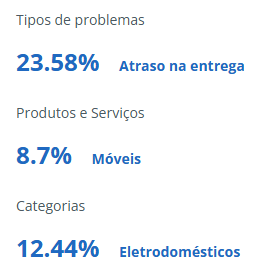 Tipos de problemas
23.58% Atraso na entrega
Produtos e Serviços
8.7% Móveis
Categorias
12.44% Eletrodomésticos